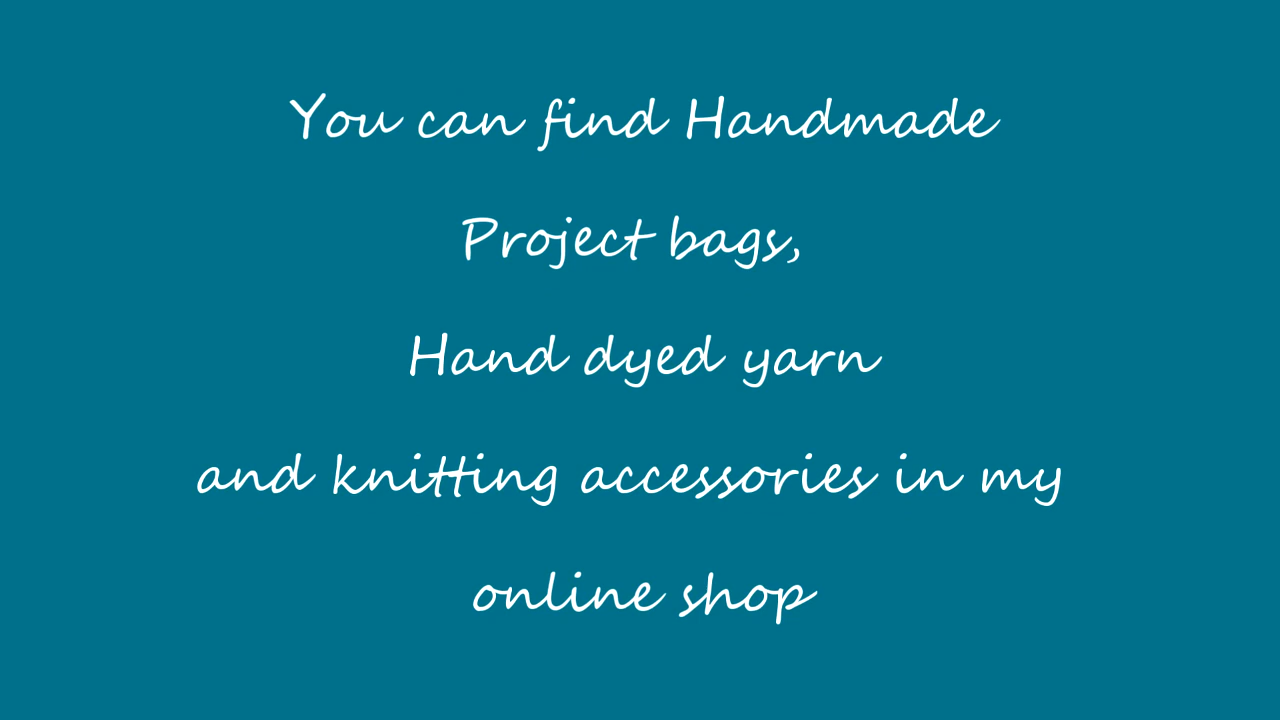 You can find Handmade
Project bags,
Hand dyed yarn
and knitting accessories in my
online shop